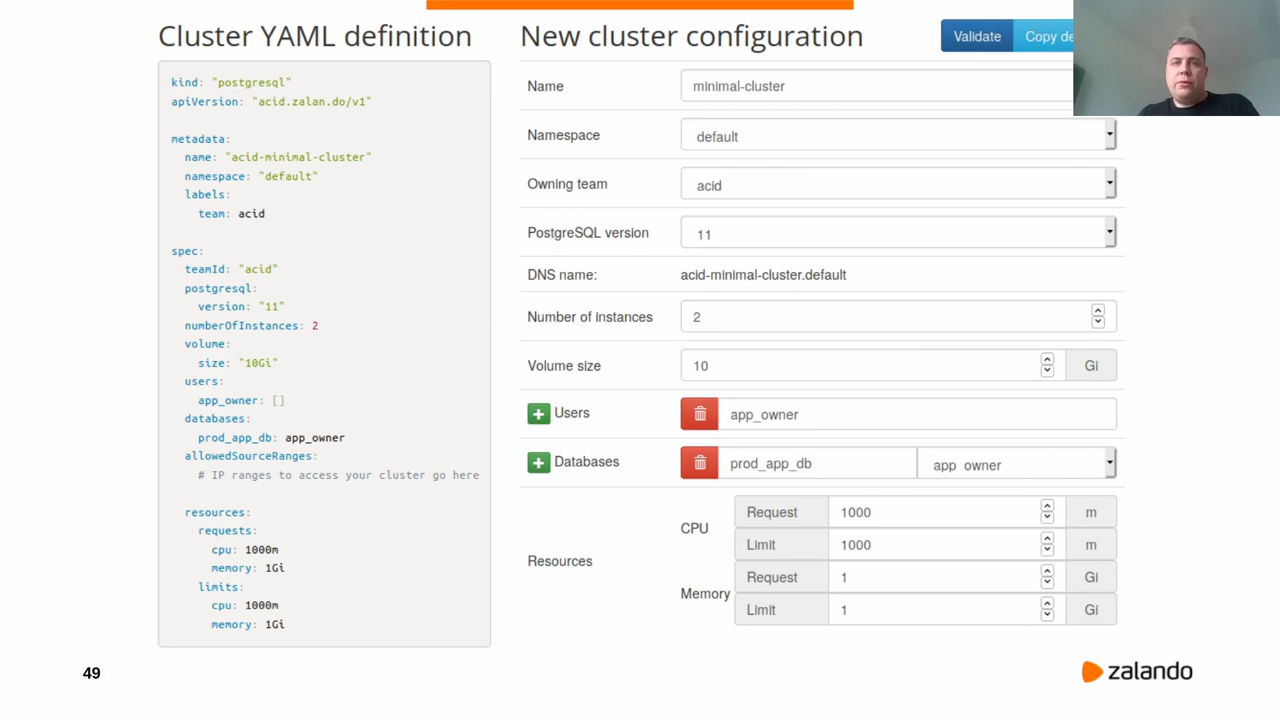 Cluster YAML definition
kind: "postgresql"
apiVersion: "acid.zalan.do/v1"
metadata:
name: "acid-minimal-cluster"
namespace: "default"
labels:
team: acid
spec:
teamId: "acid"
postgresql:
version: "11"
numberOfInstances: 2
volume:
size: "10Gi"
users:
app_owner: []
databases:
prod_app_db: app_owner
allowedSourceRanges:
# IP ranges to access your cluster go here
resources:
requests:
cpu: 1000m
memory: 1Gi
limits:
cpu: 1000m
memory: 1Gi
New cluster configuration
Validate Copy de
Name minimal-cluster
Namespace default
Owning team acid
PostgreSQL version 11
DNS name: acid-minimal-cluster.default
Number of instances 2
Volume size 10 Gi
+ Users app_owner
+ Databases prod_app_db app_owner
Resources
CPU
Request 1000 m
Limit 1000 m
Memory
Request 1 Gi
Limit 1 Gi
49
zalando